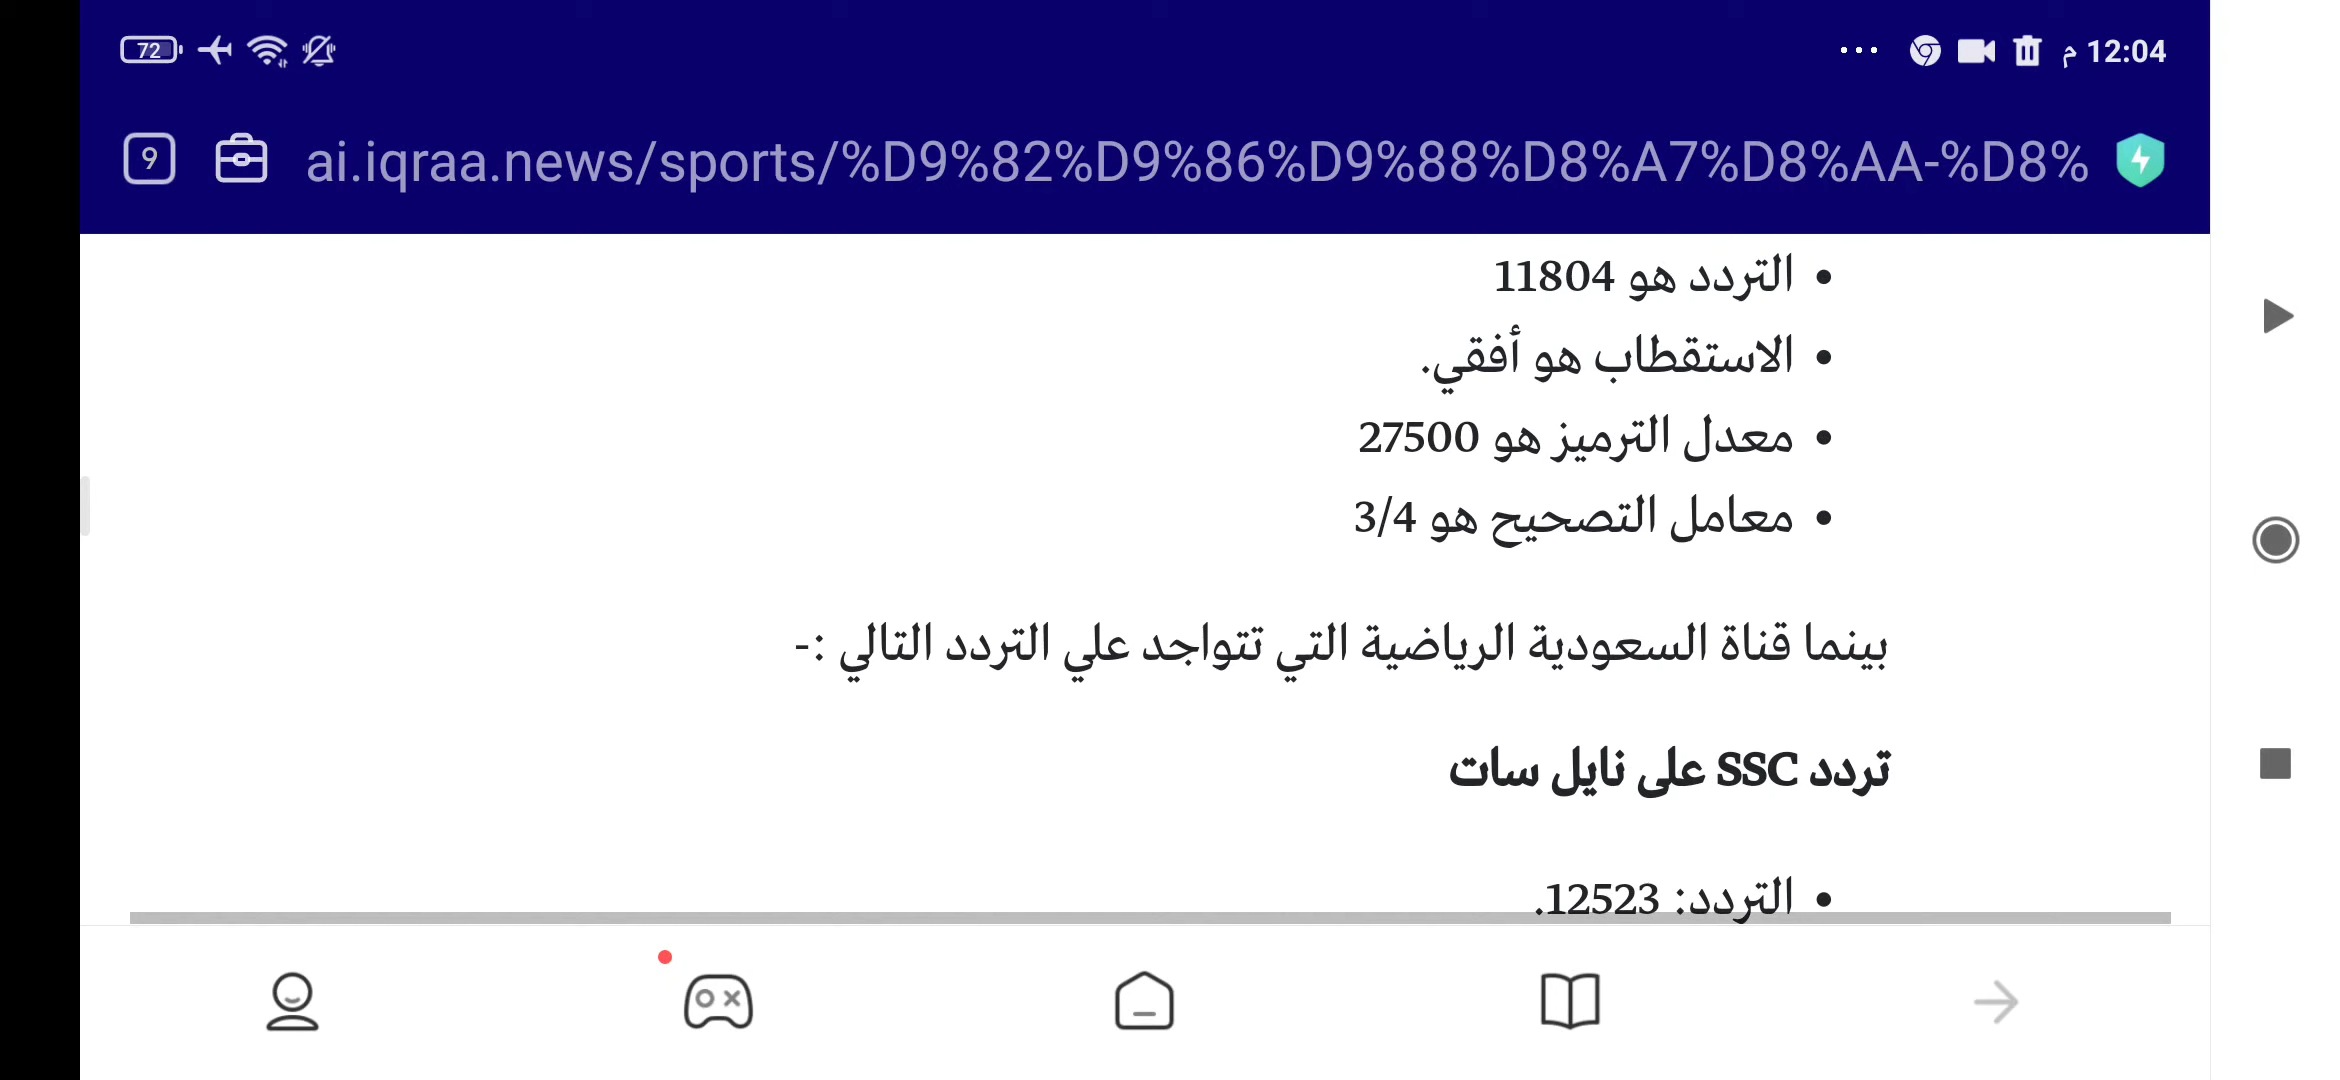 72
... م 12:04
9
ai.iqraa.news/sports/%D9%82%D9%86%D9%88%D8%A7%D8%AA-%D8%
• التردد هو 11804
• الاستقطاب هو أفقي.
• معدل الترميز هو 27500
• معامل التصحيح هو 3/4
بينما قناة السعودية الرياضية التي تتواجد علي التردد التالي :-
تردد SSC على نايل سات
• التردد: 12523.